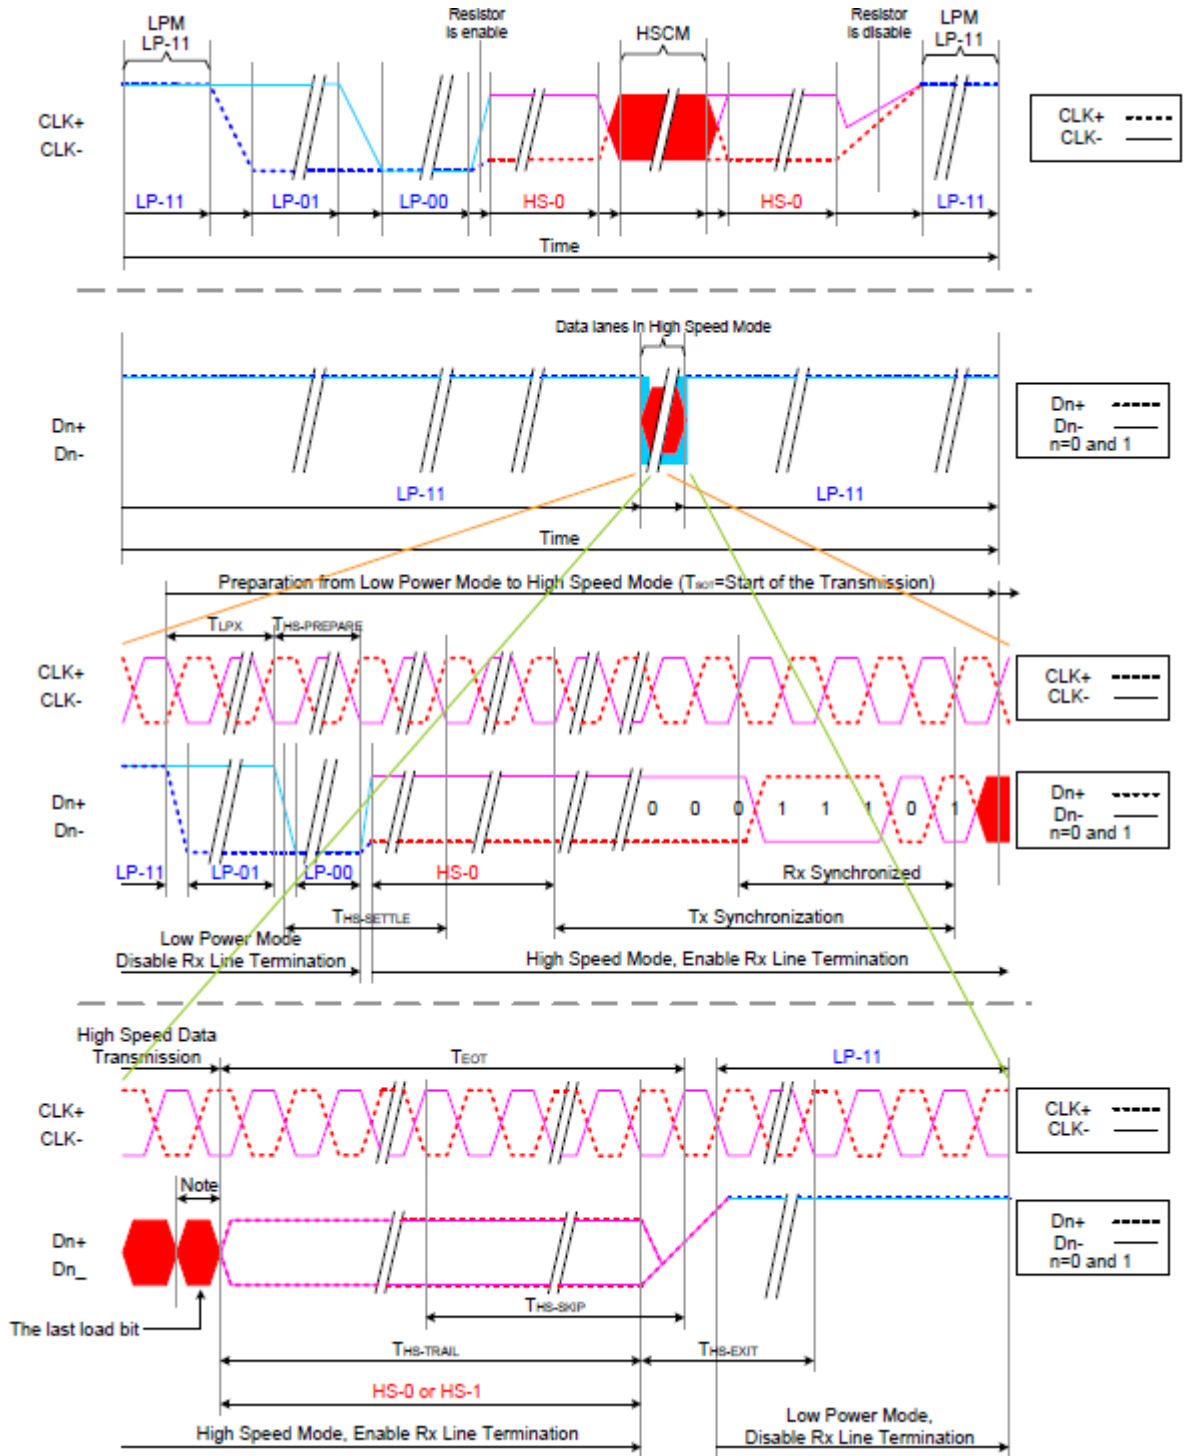 LPM
LP-11
Resistor
is enable
HSCM
Resistor
is disable
LPM
LP-11
CLK+
CLK-
CLK+
CLK-
LP-11
LP-01
LP-00
HS-0
HS-0
LP-11
Time
Data lanes in High Speed Mode
Dn+
Dn-
Dn+
Dn-
n=0 and 1
LP-11
LP-11
Time
Preparation from Low Power Mode to High Speed Mode (TSOT=Start of the Transmission)
TLPX
THS-PREPARE
CLK+
CLK-
CLK+
CLK-
Dn+
Dn-
0 0 0 1 1 1 0 1
Dn+
Dn-
n=0 and 1
LP-11
LP-01
LP-00
HS-0
Rx Synchronized
THS-SETTLE
Tx Synchronization
Low Power Mode
Disable Rx Line Termination
High Speed Mode, Enable Rx Line Termination
High Speed Data
Transmission
TEOT
LP-11
CLK+
CLK-
CLK+
CLK-
Note
Dn+
Dn_
Dn+
Dn-
n=0 and 1
THS-SKIP
The last load bit
THS-TRAIL
THS-EXIT
HS-0 or HS-1
High Speed Mode, Enable Rx Line Termination
Low Power Mode,
Disable Rx Line Termination